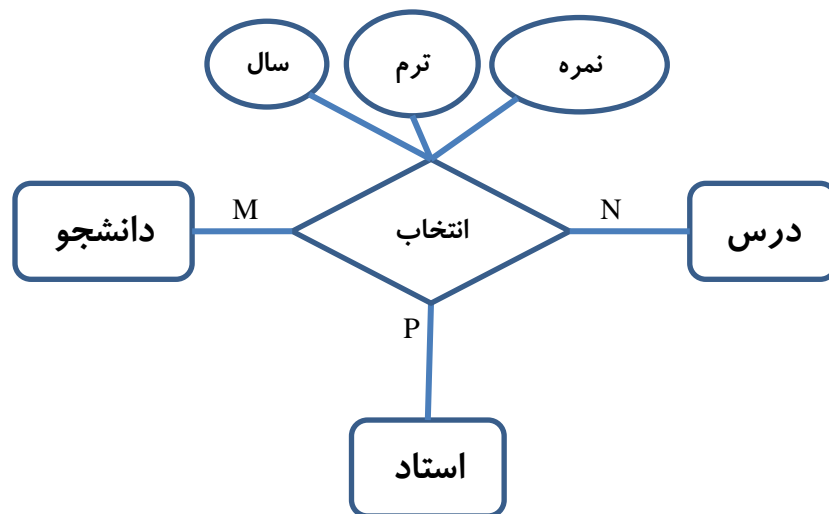 نمره
ترم
سال
درس
N
انتخاب
M
دانشجو
P
استاد